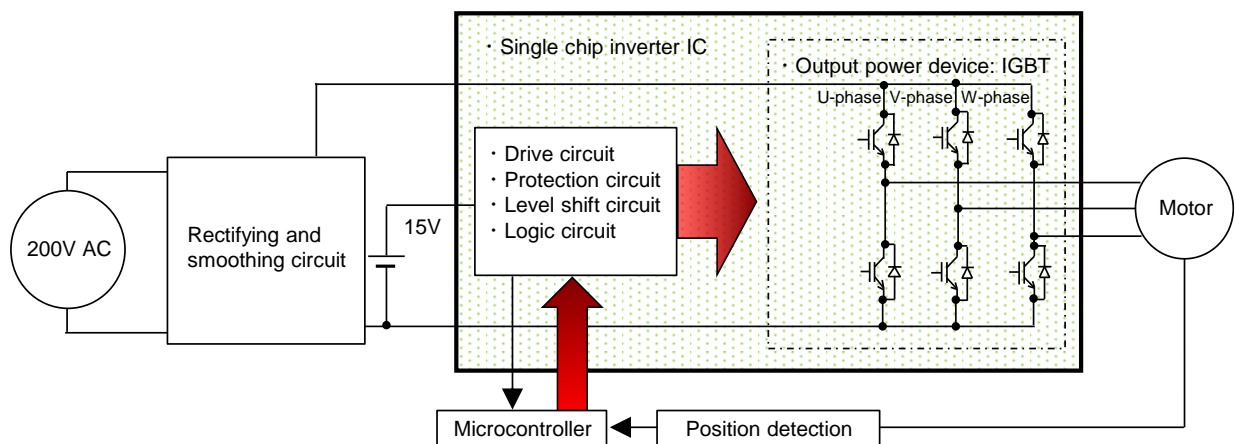 ・Single chip inverter IC
・Output power device: IGBT
U-phase V-phase W-phase
・Drive circuit
・Protection circuit
・Level shift circuit
・Logic circuit
15V
200V AC
Rectifying and
smoothing circuit
Motor
Microcontroller
Position detection